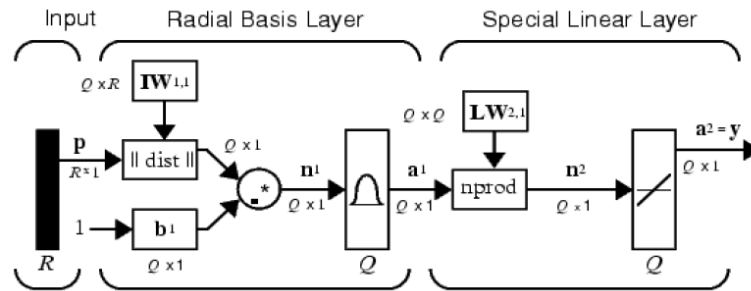 Input Radial Basis Layer Special Linear Layer
Q × R IW1,1
Q × Q LW2,1
p
R × 1
|| dist ||
Q × 1
.*
n1
Q × 1
a1
Q × 1
nprod
n2
Q × 1
a2 = y
Q × 1
1
b1
Q × 1
R Q Q